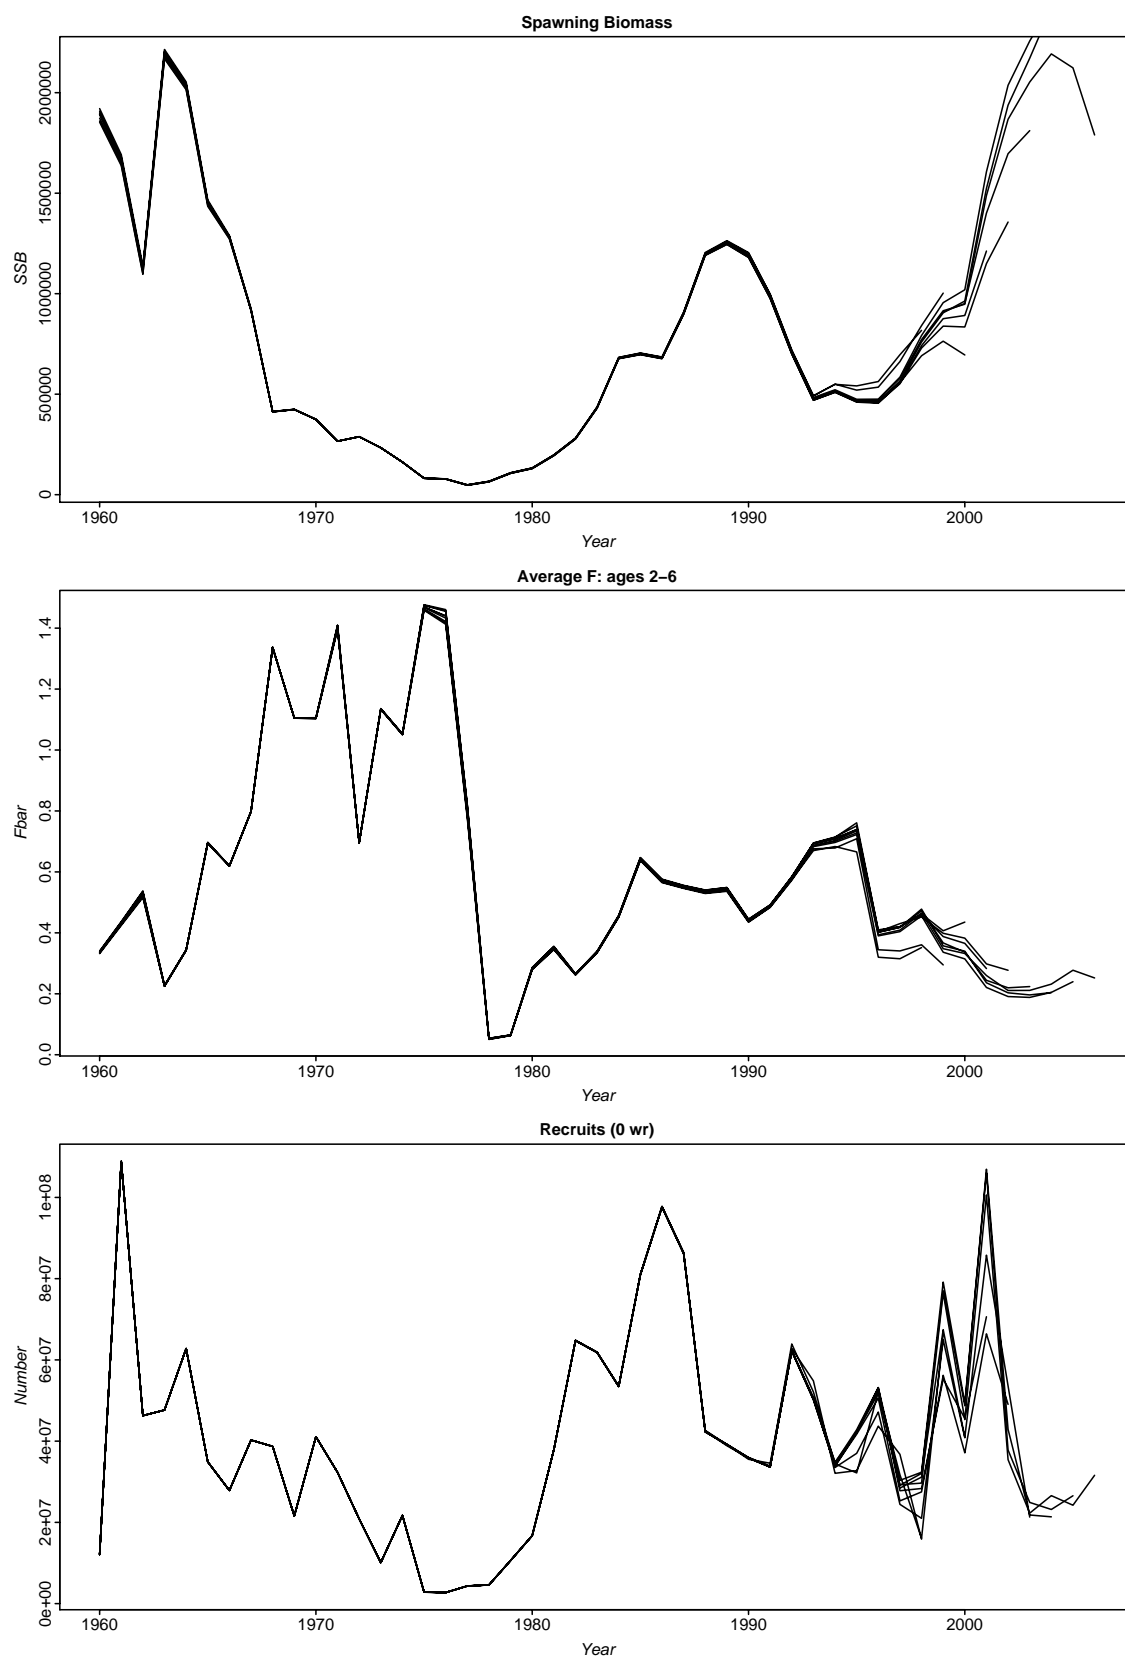 Spawning Biomass
2000000
1500000
1000000
500000
0
SSB
1960 1970 1980 1990 2000
Year
Average F: ages 2–6
1.4
1.2
1.0
0.8
0.6
0.4
0.2
0.0
Fbar
1960 1970 1980 1990 2000
Year
Recruits (0 wr)
1e+08
8e+07
6e+07
4e+07
2e+07
0e+00
Number
1960 1970 1980 1990 2000
Year